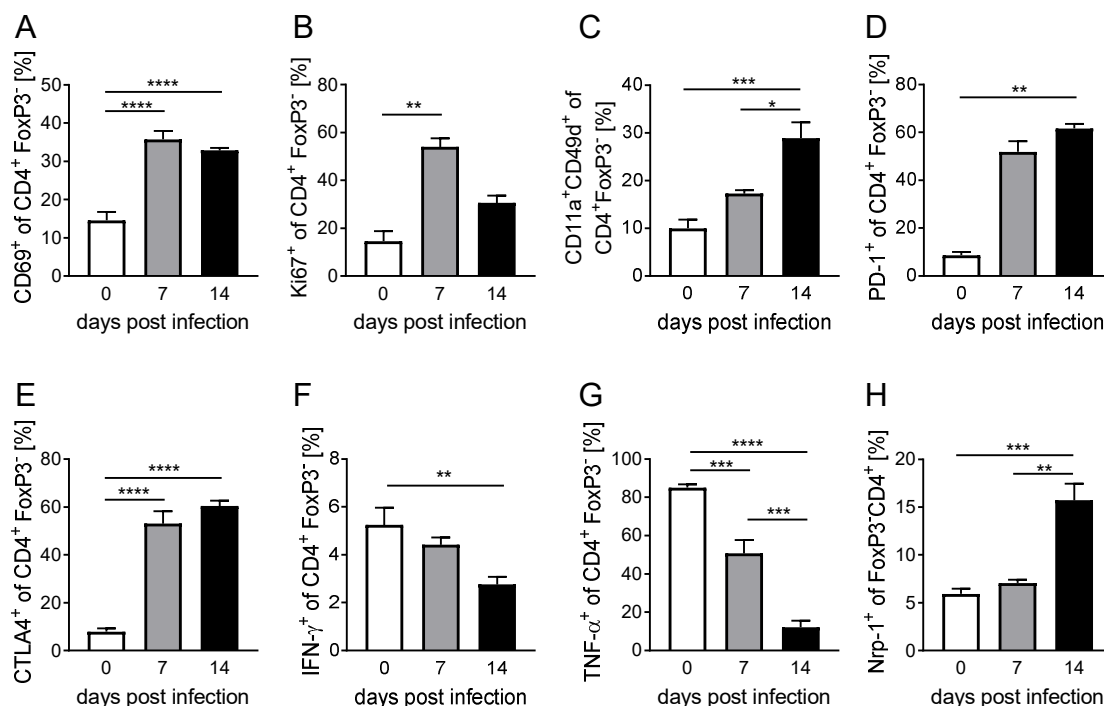 A
CD69⁺ of CD4⁺ FoxP3⁻ [%]
50
40
30
20
10
0
****
****
0 7 14
days post infection
B
Ki67⁺ of CD4⁺ FoxP3⁻ [%]
80
60
40
20
0
**
0 7 14
days post infection
C
CD11a⁺CD49d⁺ of
CD4⁺FoxP3⁻ [%]
40
30
20
10
0
***
*
0 7 14
days post infection
D
PD-1⁺ of CD4⁺ FoxP3⁻ [%]
80
60
40
20
0
**
0 7 14
days post infection
E
CTLA4⁺ of CD4⁺ FoxP3⁻ [%]
80
60
40
20
0
****
****
0 7 14
days post infection
F
IFN-γ⁺ of CD4⁺ FoxP3⁻ [%]
8
6
4
2
0
**
0 7 14
days post infection
G
TNF-α⁺ of CD4⁺ FoxP3⁻ [%]
100
80
60
40
20
0
****
***
***
0 7 14
days post infection
H
Nrp-1⁺ of FoxP3⁻CD4⁺ [%]
20
15
10
5
0
***
**
0 7 14
days post infection